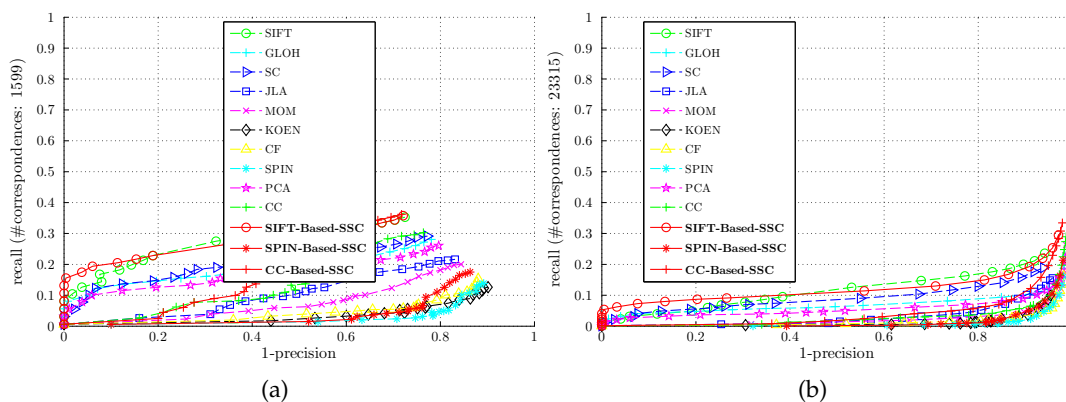 1
0.9
0.8
0.7
0.6
0.5
0.4
0.3
0.2
0.1
0
0 0.2 0.4 0.6 0.8 1
recall (#correspondences: 1599)
1-precision
SIFT
GLOH
SC
JLA
MOM
KOEN
CF
SPIN
PCA
CC
SIFT-Based-SSC
SPIN-Based-SSC
CC-Based-SSC
(a)
1
0.9
0.8
0.7
0.6
0.5
0.4
0.3
0.2
0.1
0
0 0.2 0.4 0.6 0.8
recall (#correspondences: 23315)
1-precision
SIFT
GLOH
SC
JLA
MOM
KOEN
CF
SPIN
PCA
CC
SIFT-Based-SSC
SPIN-Based-SSC
CC-Based-SSC
(b)